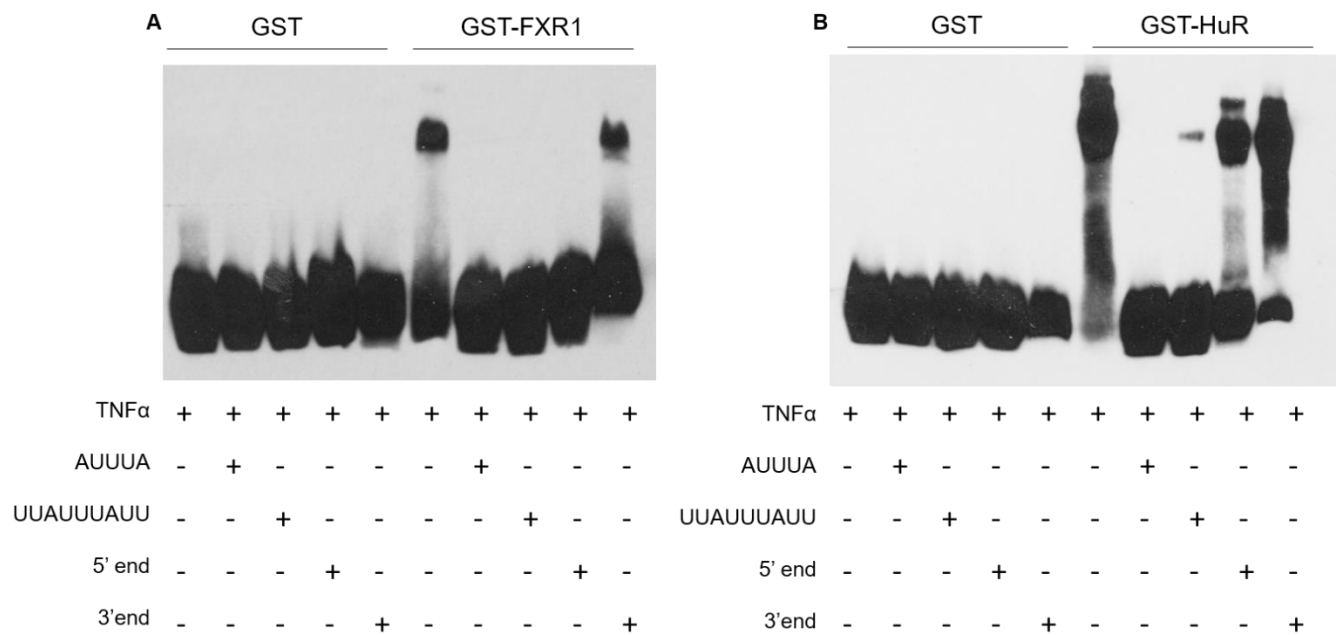 A GST GST-FXR1
TNFα + + + + + + + + + +
AUUUA - + - - - - + - - -
UUAUUUAUU - - + - - - - + - -
5' end - - - + - - - - + -
3'end - - - - + - - - - +
B GST GST-HuR
TNFα + + + + + + + + + +
AUUUA - + - - - - + - - -
UUAUUUAUU - - + - - - - + - -
5' end - - - + - - - - + -
3'end - - - - + - - - - +